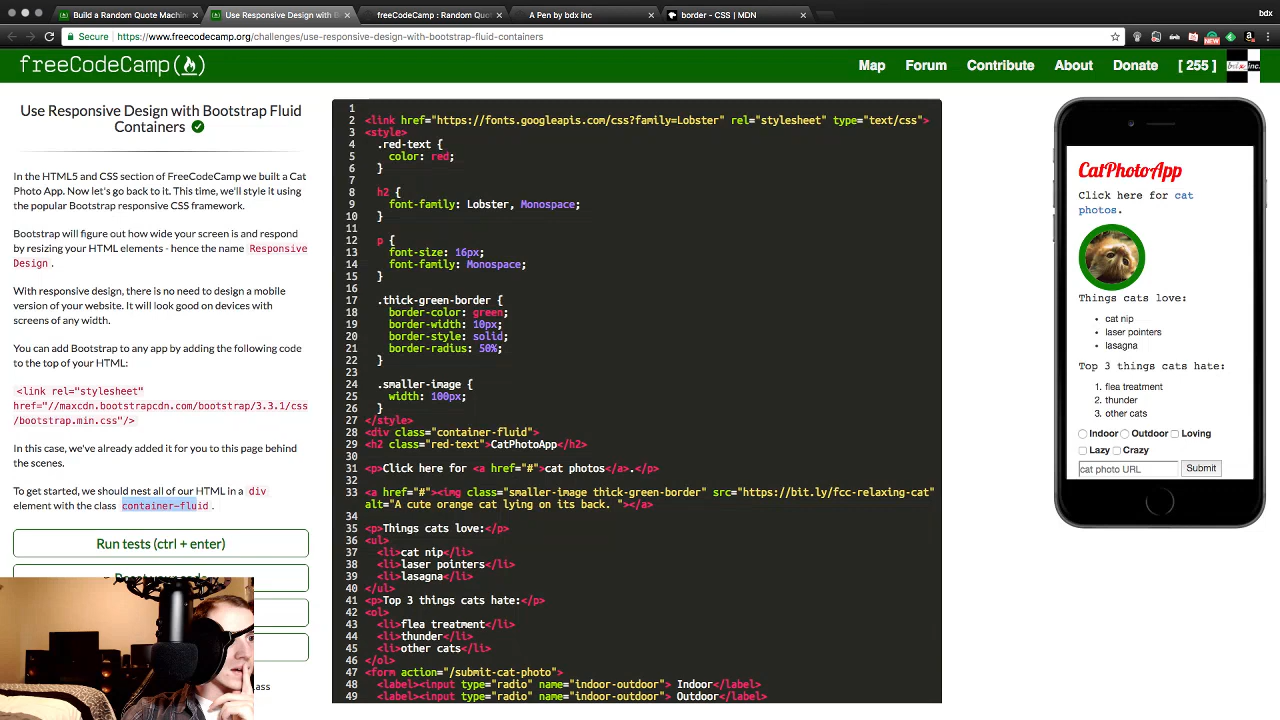 Build a Random Quote Machin
Use Responsive Design with B
freeCodeCamp : Random Quot
A Pen by bdx inc
border - CSS | MDN
bdx
Secure
https://www.freecodecamp.org/challenges/use-responsive-design-with-bootstrap-fluid-containers
NEW
freeCodeCamp
Map
Forum
Contribute
About
Donate
[ 255 ]
bdx inc.
Use Responsive Design with Bootstrap Fluid
Containers
In the HTML5 and CSS section of FreeCodeCamp we built a Cat
Photo App. Now let's go back to it. This time, we'll style it using
the popular Bootstrap responsive CSS framework.
Bootstrap will figure out how wide your screen is and respond
by resizing your HTML elements - hence the name Responsive
Design .
With responsive design, there is no need to design a mobile
version of your website. It will look good on devices with
screens of any width.
You can add Bootstrap to any app by adding the following code
to the top of your HTML:
<link rel="stylesheet"
href="//maxcdn.bootstrapcdn.com/bootstrap/3.3.1/css
/bootstrap.min.css"/>
In this case, we've already added it for you to this page behind
the scenes.
To get started, we should nest all of our HTML in a div
element with the class container-fluid .
Run tests (ctrl + enter)
1
2 <link href="https://fonts.googleapis.com/css?family=Lobster" rel="stylesheet" type="text/css">
3 <style>
4 .red-text {
5 color: red;
6 }
7
8 h2 {
9 font-family: Lobster, Monospace;
10 }
11
12 p {
13 font-size: 16px;
14 font-family: Monospace;
15 }
16
17 .thick-green-border {
18 border-color: green;
19 border-width: 10px;
20 border-style: solid;
21 border-radius: 50%;
22 }
23
24 .smaller-image {
25 width: 100px;
26 }
27 </style>
28 <div class="container-fluid">
29 <h2 class="red-text">CatPhotoApp</h2>
30
31 <p>Click here for <a href="#">cat photos</a>.</p>
32
33 <a href="#"><img class="smaller-image thick-green-border" src="https://bit.ly/fcc-relaxing-cat"
alt="A cute orange cat lying on its back. "></a>
34
35 <p>Things cats love:</p>
36 <ul>
37 <li>cat nip</li>
38 <li>laser pointers</li>
39 <li>lasagna</li>
40 </ul>
41 <p>Top 3 things cats hate:</p>
42 <ol>
43 <li>flea treatment</li>
44 <li>thunder</li>
45 <li>other cats</li>
46 </ol>
47 <form action="/submit-cat-photo">
48 <label><input type="radio" name="indoor-outdoor"> Indoor</label>
49 <label><input type="radio" name="indoor-outdoor"> Outdoor</label>
CatPhotoApp
Click here for cat
photos.
Things cats love:
cat nip
laser pointers
lasagna
Top 3 things cats hate:
1. flea treatment
2. thunder
3. other cats
Indoor Outdoor Loving
Lazy Crazy
cat photo URL
Submit